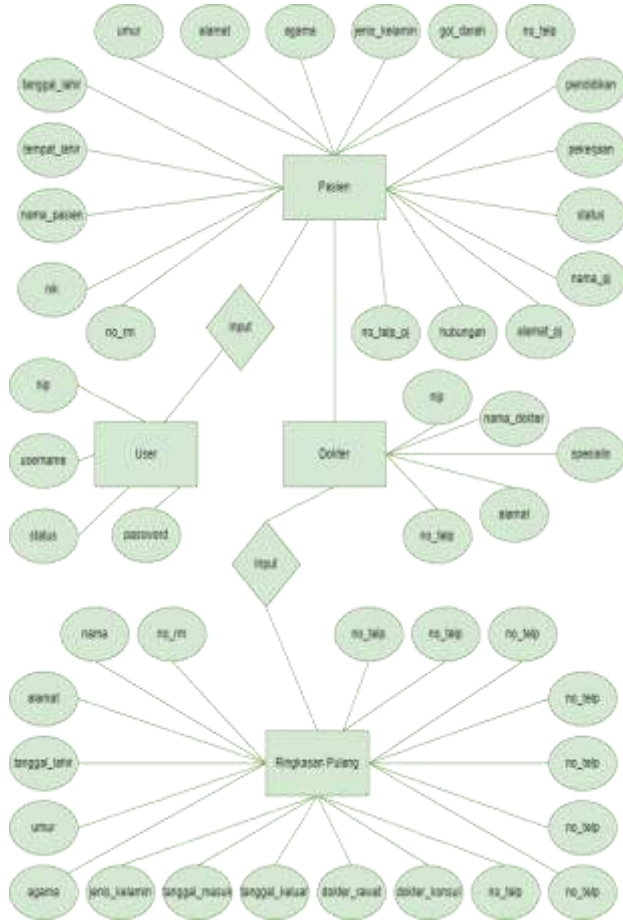 umur
alamat
agama
jenis_kelamin
gol_darah
no_telp
tanggal_lahir
pendidikan
tempat_lahir
pekerjaan
Pasien
nama_pasien
status
nik
nama_pj
no_rm
input
no_telp_pj
hubungan
alamat_pj
nip
nip
nama_dokter
username
User
Dokter
spesialis
status
password
no_telp
alamat
input
nama
no_rm
no_telp
no_telp
no_telp
alamat
no_telp
tanggal_lahir
Ringkasan Pulang
no_telp
umur
no_telp
agama
jenis_kelamin
tanggal_masuk
tanggal_keluar
dokter_rawat
dokter_konsul
no_telp
no_telp